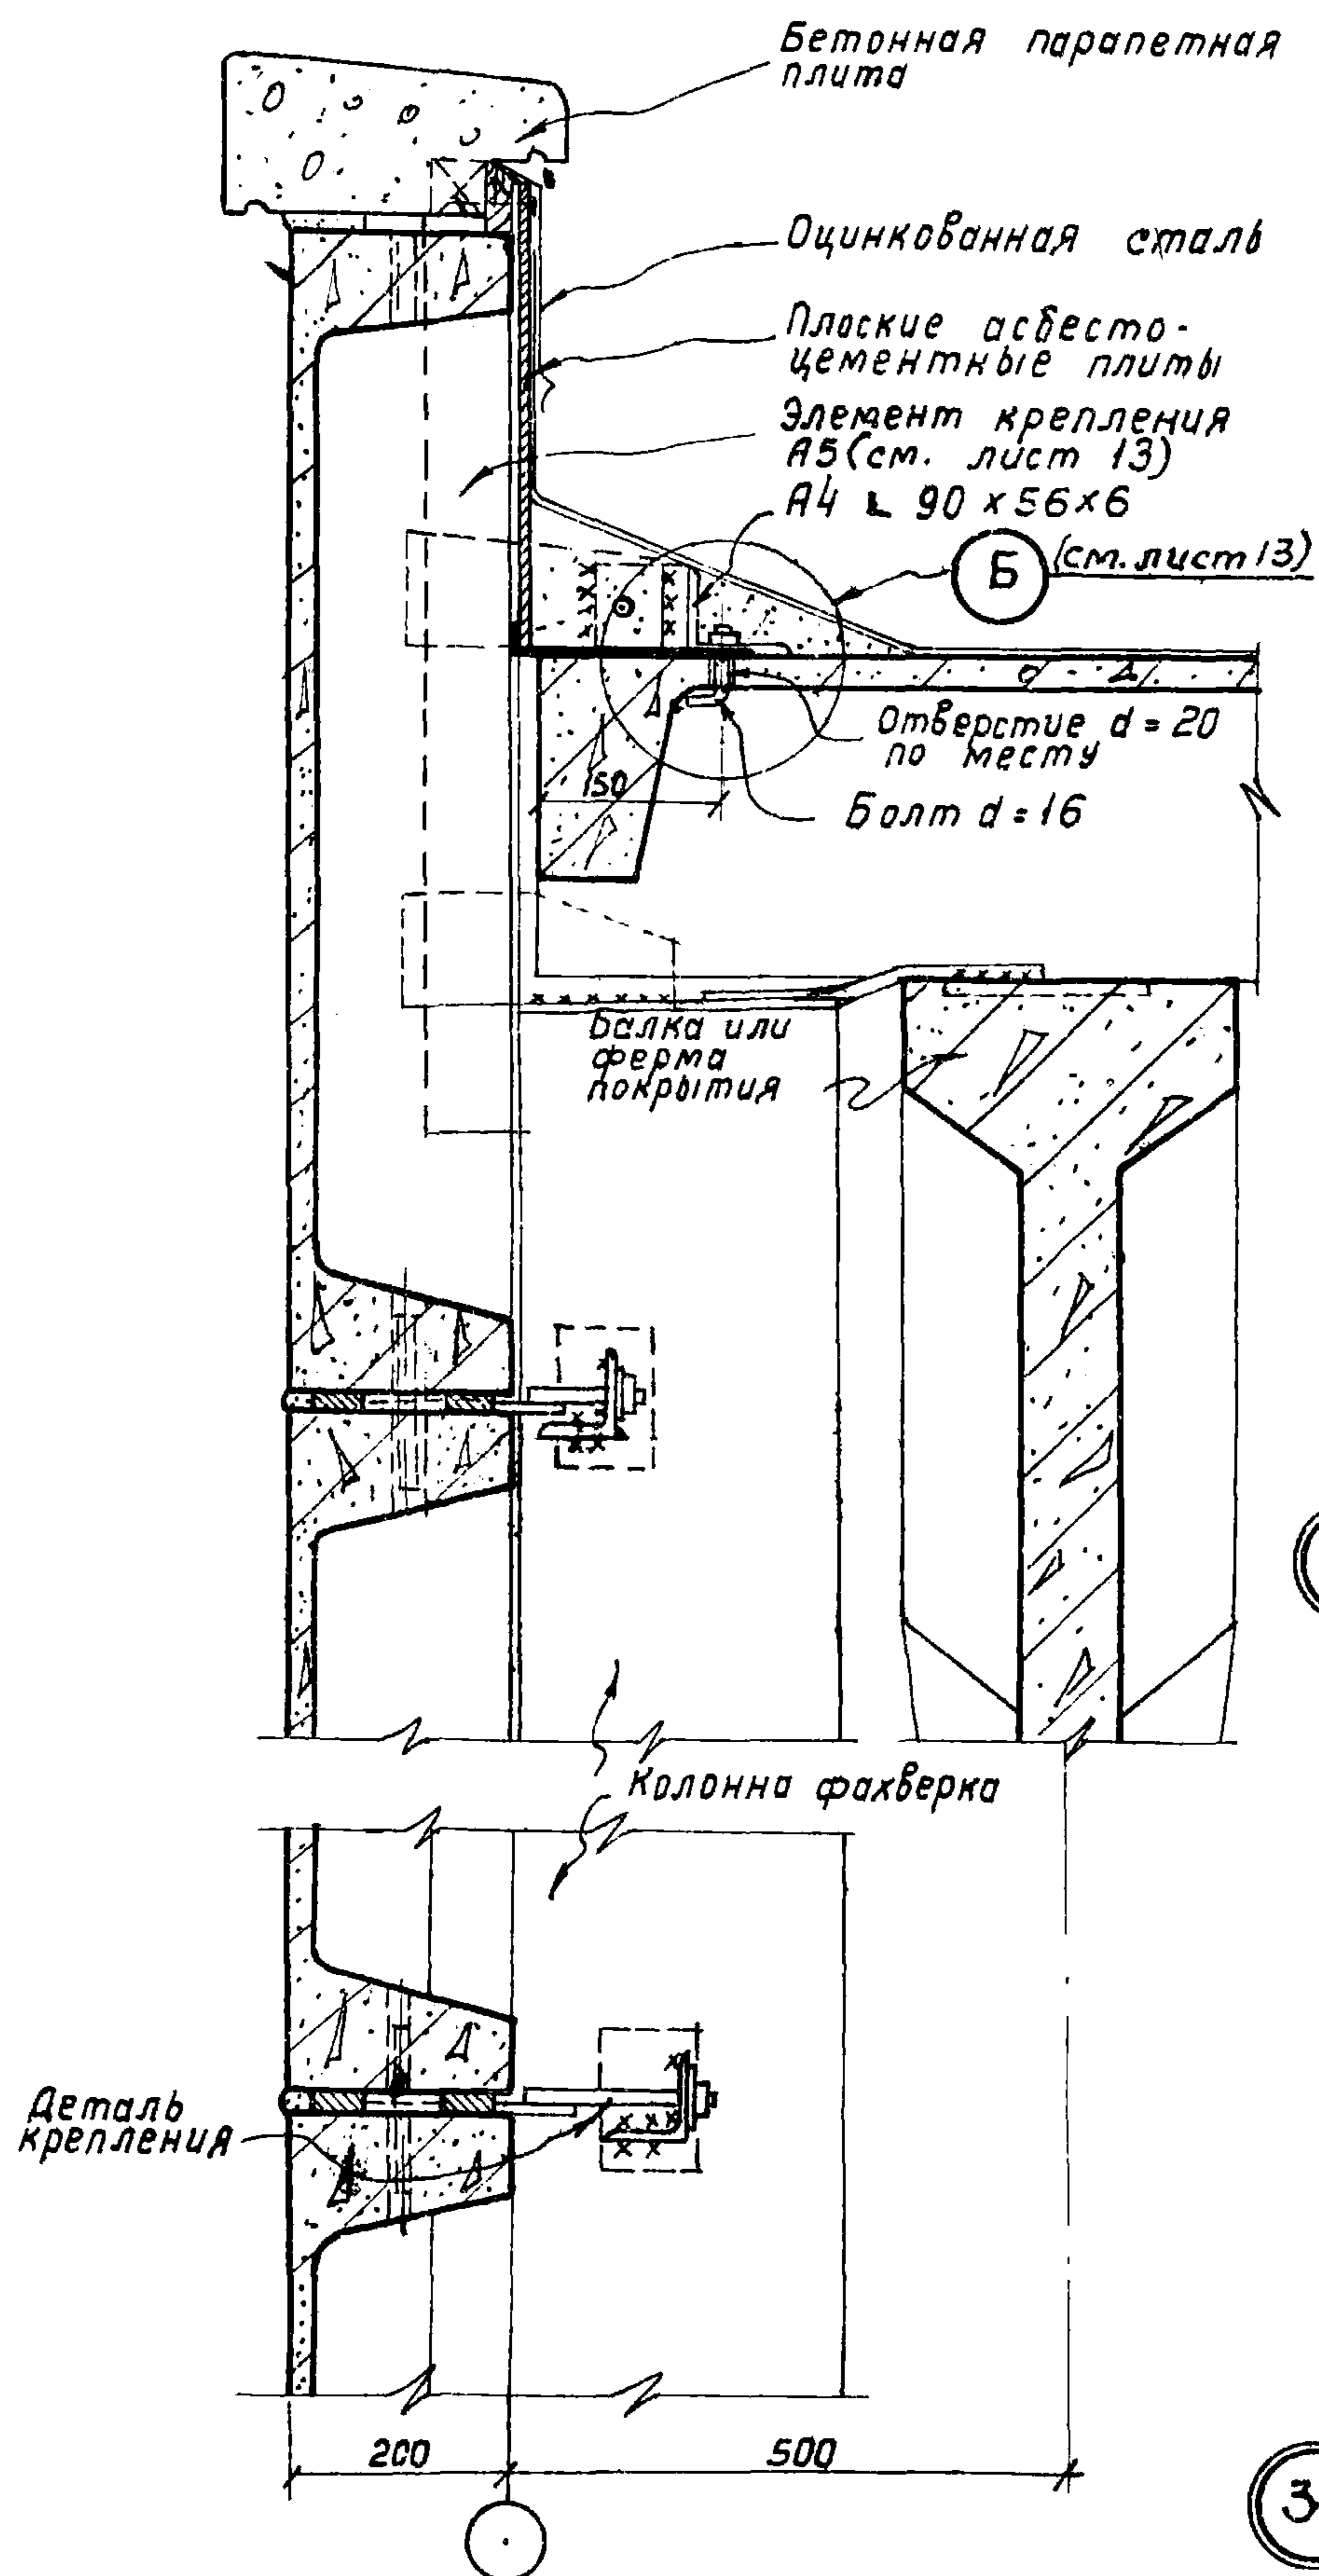 Бетонная парапетная
плита
Оцинкованная сталь
Плоские асбесто-
цементные плиты
Элемент крепления
А5 (см. лист 13)
А4 L 90 × 56 × 6
Б (см. лист 13)
Отверстие d = 20
по месту
150
Болт d = 16
Балка или
ферма
покрытия
Колонна фахверка
Деталь
крепления
200 500
3